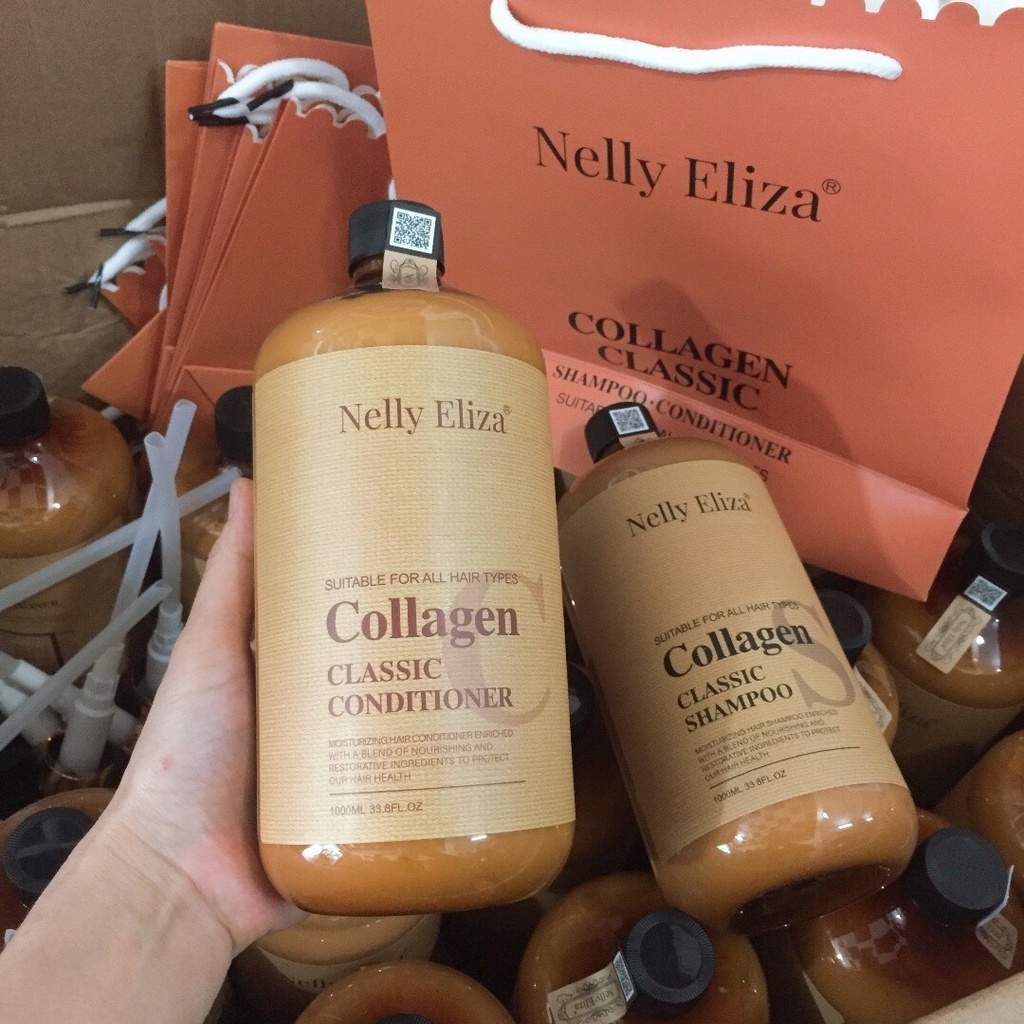 Nelly Eliza®
COLLAGEN
CLASSIC
SHAMPOO·CONDITIONER
Nelly Eliza®
SUITABLE FOR ALL HAIR TYPES
Collagen
C
CLASSIC
CONDITIONER
MOISTURIZING HAIR CONDITIONER ENRICHED
WITH A BLEND OF NOURISHING AND
RESTORATIVE INGREDIENTS TO PROTECT
OUR HAIR HEALTH
1000ML 33.8FL.OZ
Nelly Eliza®
SUITABLE FOR ALL HAIR TYPES
Collagen
S
CLASSIC
SHAMPOO
MOISTURIZING HAIR SHAMPOO ENRICHED
WITH A BLEND OF NOURISHING AND
RESTORATIVE INGREDIENTS TO PROTECT
OUR HAIR HEALTH
1000ML 33.8FL.OZ
Nelly Eliza